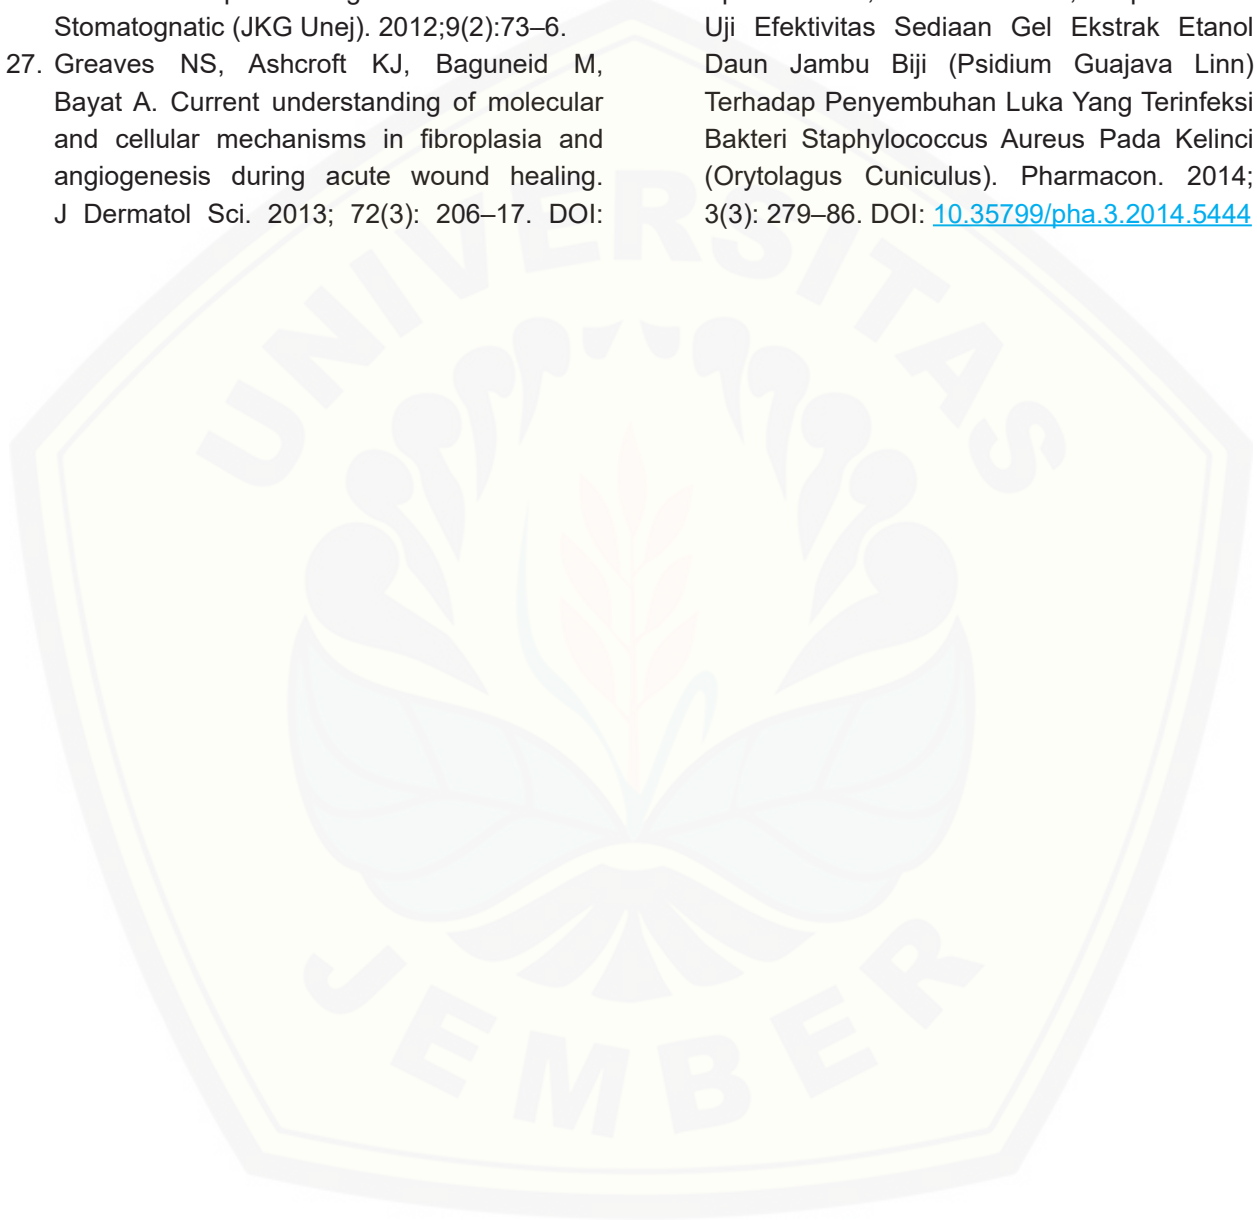 Stomatognatic (JKG Unej). 2012;9(2):73–6.
27. Greaves NS, Ashcroft KJ, Baguneid M,
Bayat A. Current understanding of molecular
and cellular mechanisms in fibroplasia and
angiogenesis during acute wound healing.
J Dermatol Sci. 2013; 72(3): 206–17. DOI:
Uji Efektivitas Sediaan Gel Ekstrak Etanol
Daun Jambu Biji (Psidium Guajava Linn)
Terhadap Penyembuhan Luka Yang Terinfeksi
Bakteri Staphylococcus Aureus Pada Kelinci
(Orytolagus Cuniculus). Pharmacon. 2014;
3(3): 279–86. DOI: 10.35799/pha.3.2014.5444
UNIVERSITAS
JEMBER